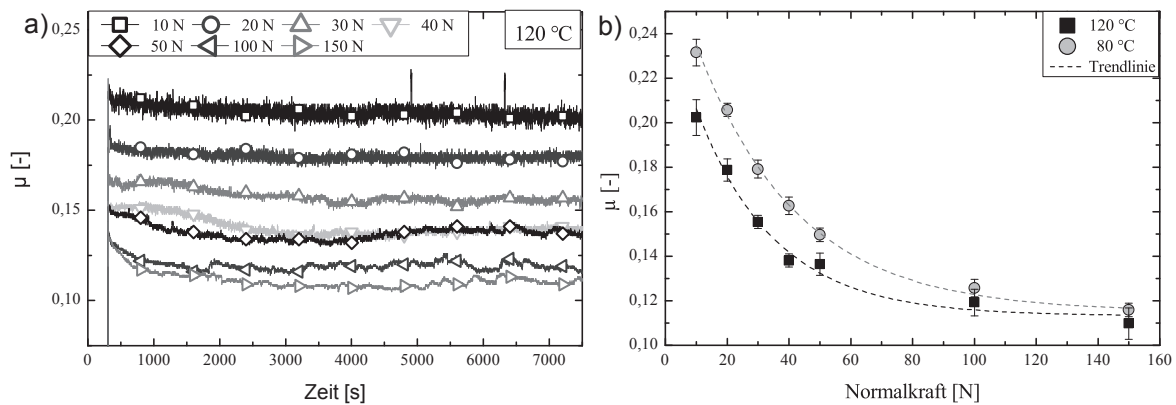 a)
10 N 20 N 30 N 40 N
50 N 100 N 150 N
120 °C
0,25
0,20
0,15
0,10
µ [-]
0 1000 2000 3000 4000 5000 6000 7000
Zeit [s]
b)
120 °C
80 °C
Trendlinie
0,24
0,22
0,20
0,18
0,16
0,14
0,12
0,10
µ [-]
0 20 40 60 80 100 120 140 160
Normalkraft [N]